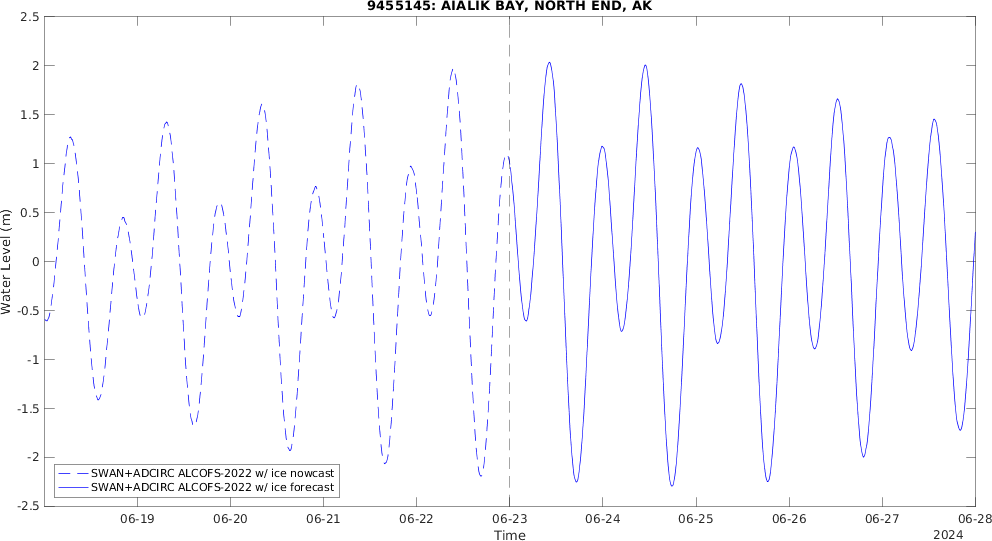 9455145: AIALIK BAY, NORTH END, AK
2.5
2
1.5
1
0.5
0
-0.5
-1
-1.5
-2
-2.5
Water Level (m)
SWAN+ADCIRC ALCOFS-2022 w/ ice nowcast
SWAN+ADCIRC ALCOFS-2022 w/ ice forecast
06-19 06-20 06-21 06-22 06-23 06-24 06-25 06-26 06-27 06-28
Time
2024